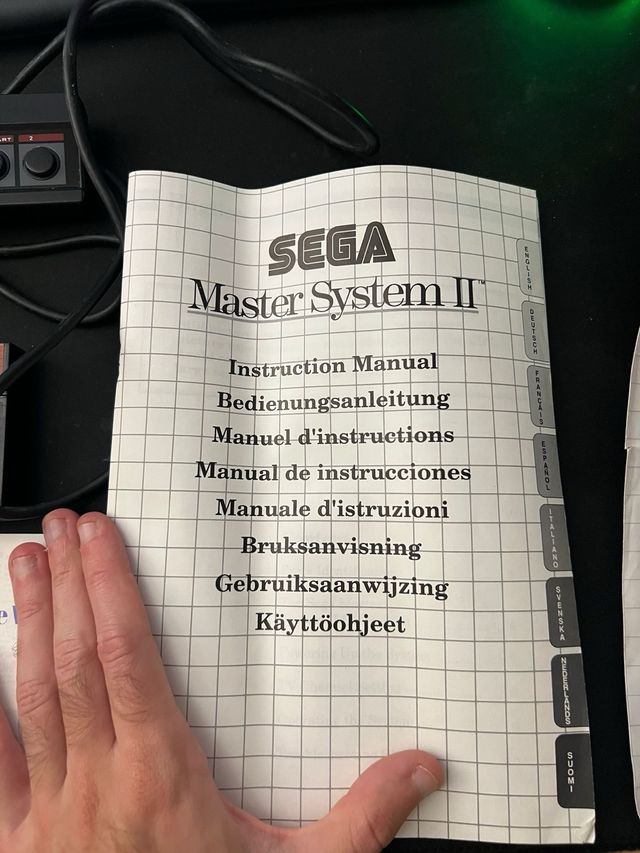 SEGA
Master System II™
Instruction Manual
Bedienungsanleitung
Manuel d'instructions
Manual de instrucciones
Manuale d'istruzioni
Bruksanvisning
Gebruiksaanwijzing
Käyttöohjeet
ENGLISH
DEUTSCH
FRANÇAIS
ESPAÑOL
ITALIANO
SVENSKA
NEDERLANDS
SUOMI
2